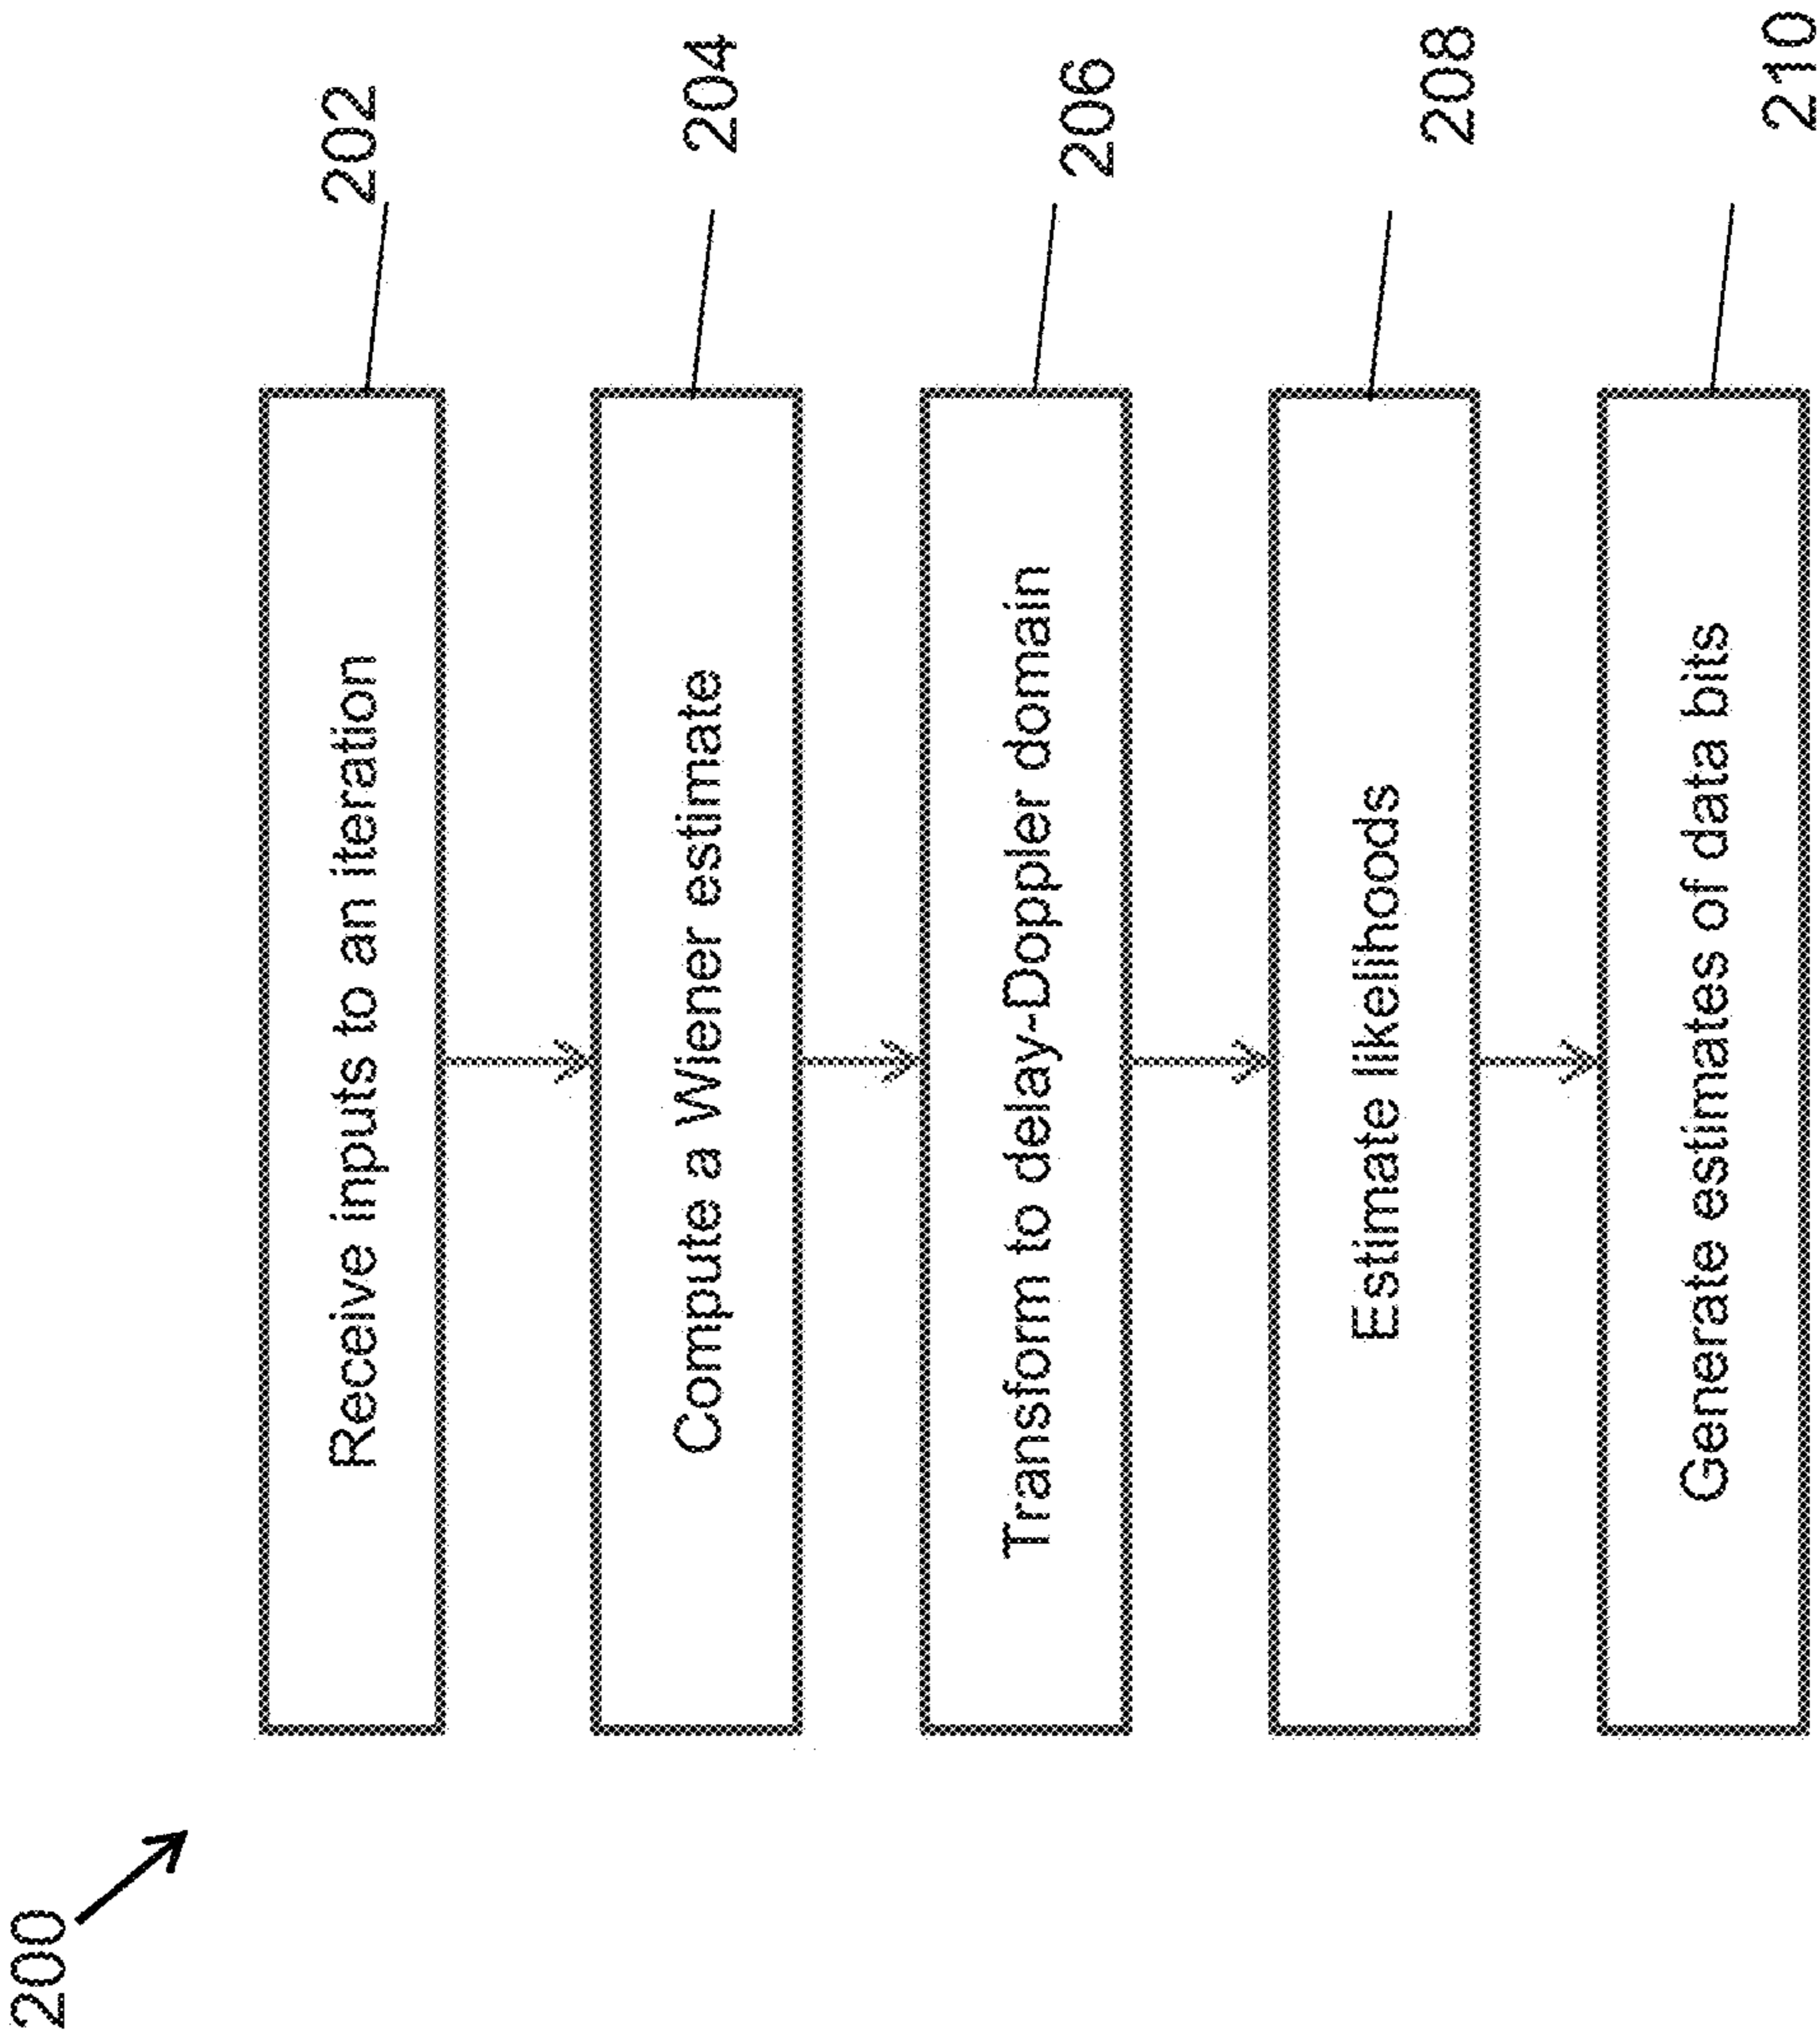 200
Receive inputs to an iteration
202
Compute a Wiener estimate
204
Transform to delay-Doppler domain
206
Estimate likelihoods
208
Generate estimates of data bits
210